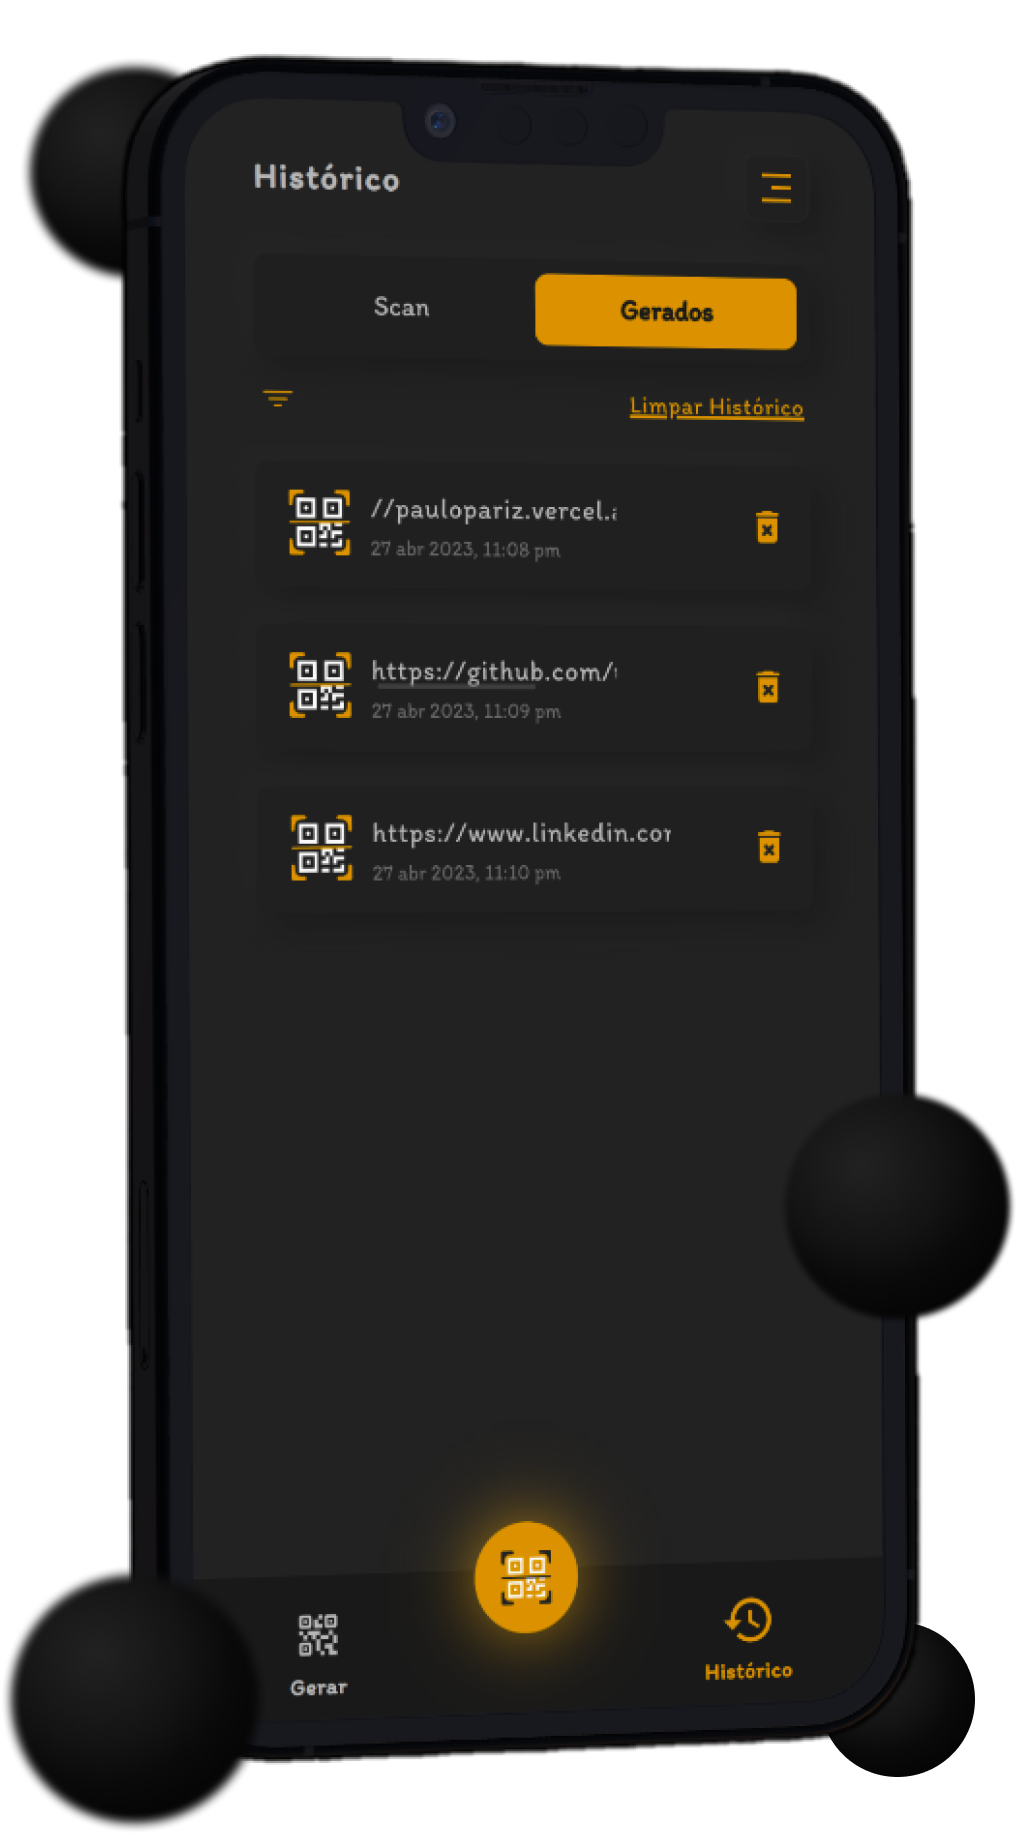 Histórico
Scan
Gerados
Limpar Histórico
//paulopariz.vercel.
27 abr 2023, 11:08 pm
https://github.com/
27 abr 2023, 11:09 pm
https://www.linkedin.co
27 abr 2023, 11:10 pm
Gerar
Histórico